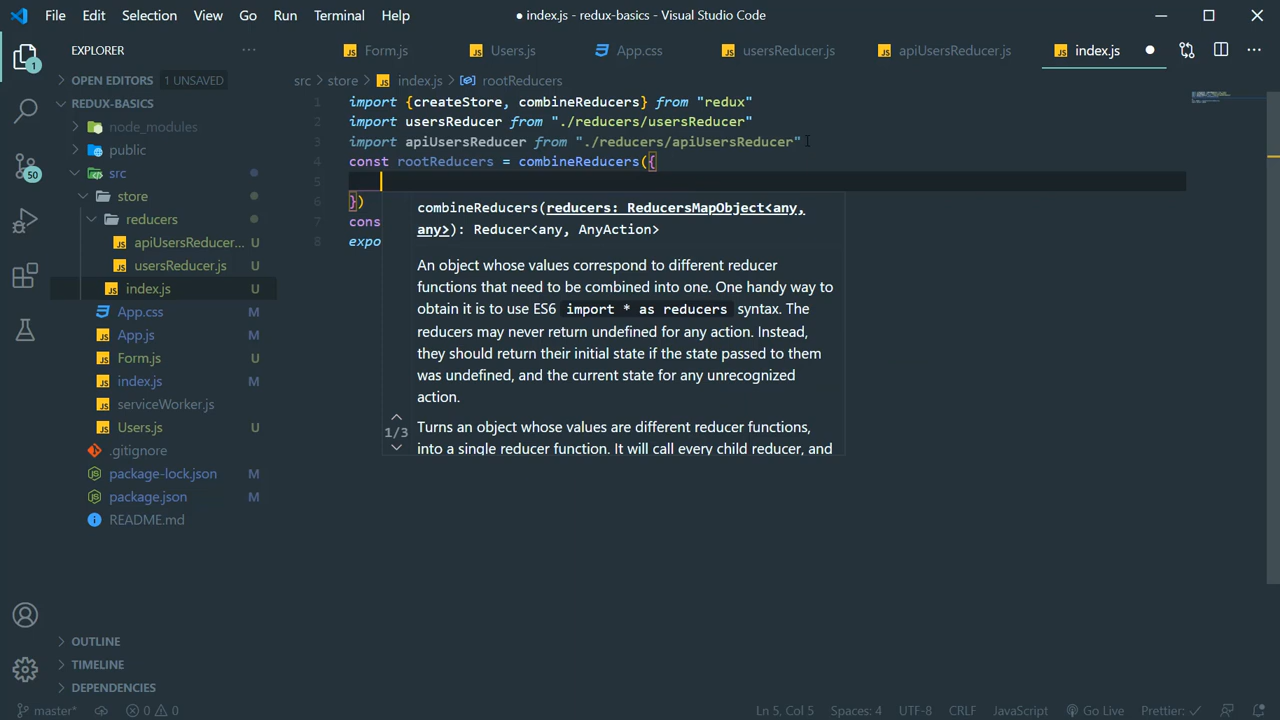 File Edit Selection View Go Run Terminal Help ● index.js - redux-basics - Visual Studio Code
EXPLORER ···
Form.js Users.js App.css usersReducer.js apiUsersReducer.js index.js
OPEN EDITORS 1 UNSAVED
src > store > index.js > rootReducers
REDUX-BASICS
node_modules
public
src
store
reducers
apiUsersReducer... U
usersReducer.js U
index.js U
App.css U
App.js M
Form.js U
index.js M
serviceWorker.js
Users.js U
.gitignore
package-lock.json M
package.json M
README.md
OUTLINE
TIMELINE
DEPENDENCIES
50
1 import {createStore, combineReducers} from "redux"
2 import usersReducer from "./reducers/usersReducer"
3 import apiUsersReducer from "./reducers/apiUsersReducer"
4 const rootReducers = combineReducers({
5
6 })
7 cons
8 expo
combineReducers(reducers: ReducersMapObject<any,
any>): Reducer<any, AnyAction>
An object whose values correspond to different reducer
functions that need to be combined into one. One handy way to
obtain it is to use ES6 import * as reducers syntax. The
reducers may never return undefined for any action. Instead,
they should return their initial state if the state passed to them
was undefined, and the current state for any unrecognized
action.
1/3
Turns an object whose values are different reducer functions,
into a single reducer function. It will call every child reducer, and
master* 0 0 Ln 5, Col 5 Spaces: 4 UTF-8 CRLF JavaScript Go Live Prettier: ✓